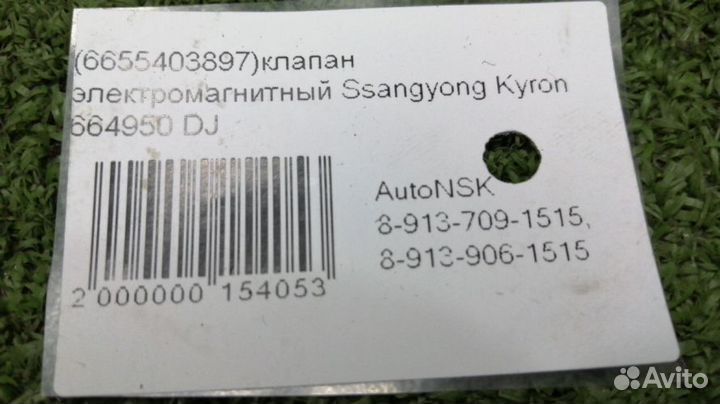 (6655403897)клапан
электромагнитный Ssangyong Kyron
664950 DJ
AutoNSK
8-913-709-1515,
8-913-906-1515
2 000000 154053
Avito